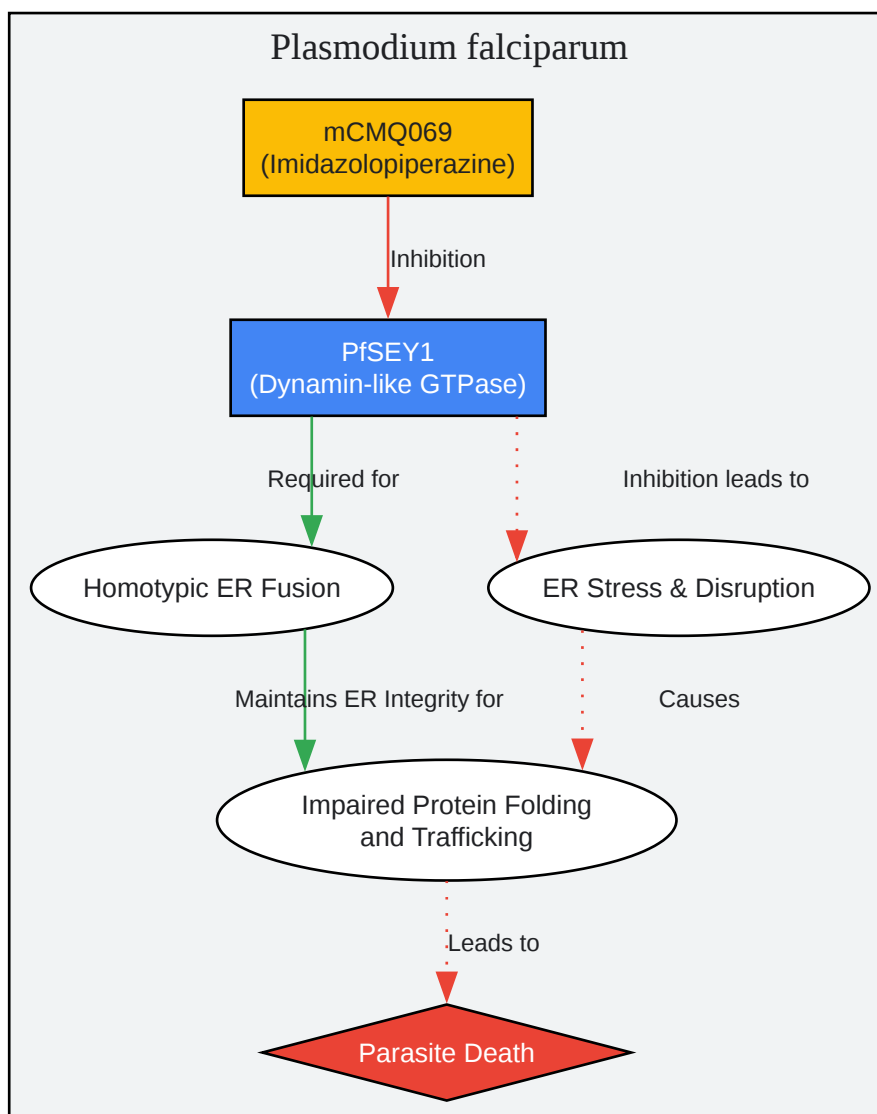 Plasmodium falciparum
mCMQ069
(Imidazolopiperazine)
Inhibition
PfSEY1
(Dynamin-like GTPase)
Required for
Inhibition leads to
Homotypic ER Fusion
ER Stress & Disruption
Maintains ER Integrity for
Causes
Impaired Protein Folding
and Trafficking
Leads to
Parasite Death